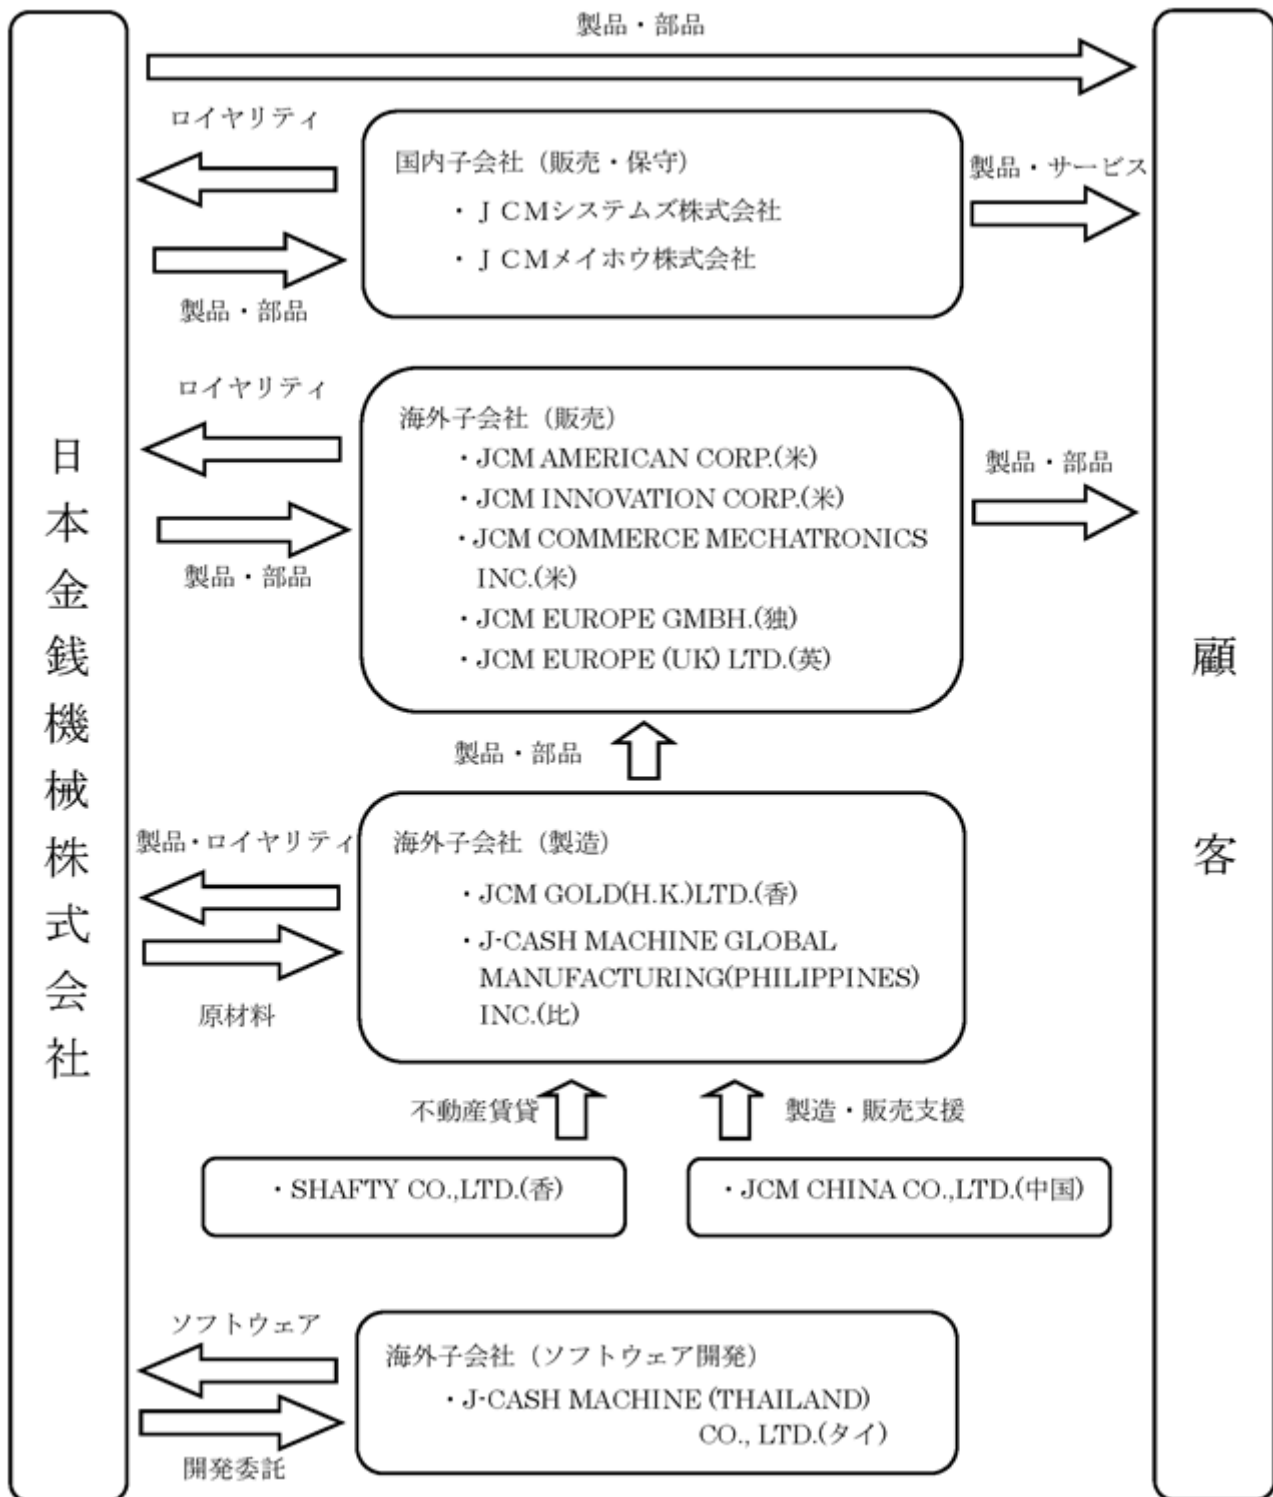 日本金銭機械株式会社
製品・部品
ロイヤリティ
国内子会社（販売・保守）
・ＪＣＭシステムズ株式会社
・ＪＣＭメイホウ株式会社
製品・サービス
製品・部品
ロイヤリティ
海外子会社（販売）
・JCM AMERICAN CORP.(米)
・JCM INNOVATION CORP.(米)
・JCM COMMERCE MECHATRONICS
INC.(米)
・JCM EUROPE GMBH.(独)
・JCM EUROPE (UK) LTD.(英)
製品・部品
製品・部品
製品・部品
製品・ロイヤリティ
海外子会社（製造）
・JCM GOLD(H.K.)LTD.(香)
・J-CASH MACHINE GLOBAL
MANUFACTURING(PHILIPPINES)
INC.(比)
原材料
不動産賃貸
製造・販売支援
・SHAFTY CO.,LTD.(香)
・JCM CHINA CO.,LTD.(中国)
ソフトウェア
海外子会社（ソフトウェア開発）
・J-CASH MACHINE (THAILAND)
CO., LTD.(タイ)
開発委託
顧客